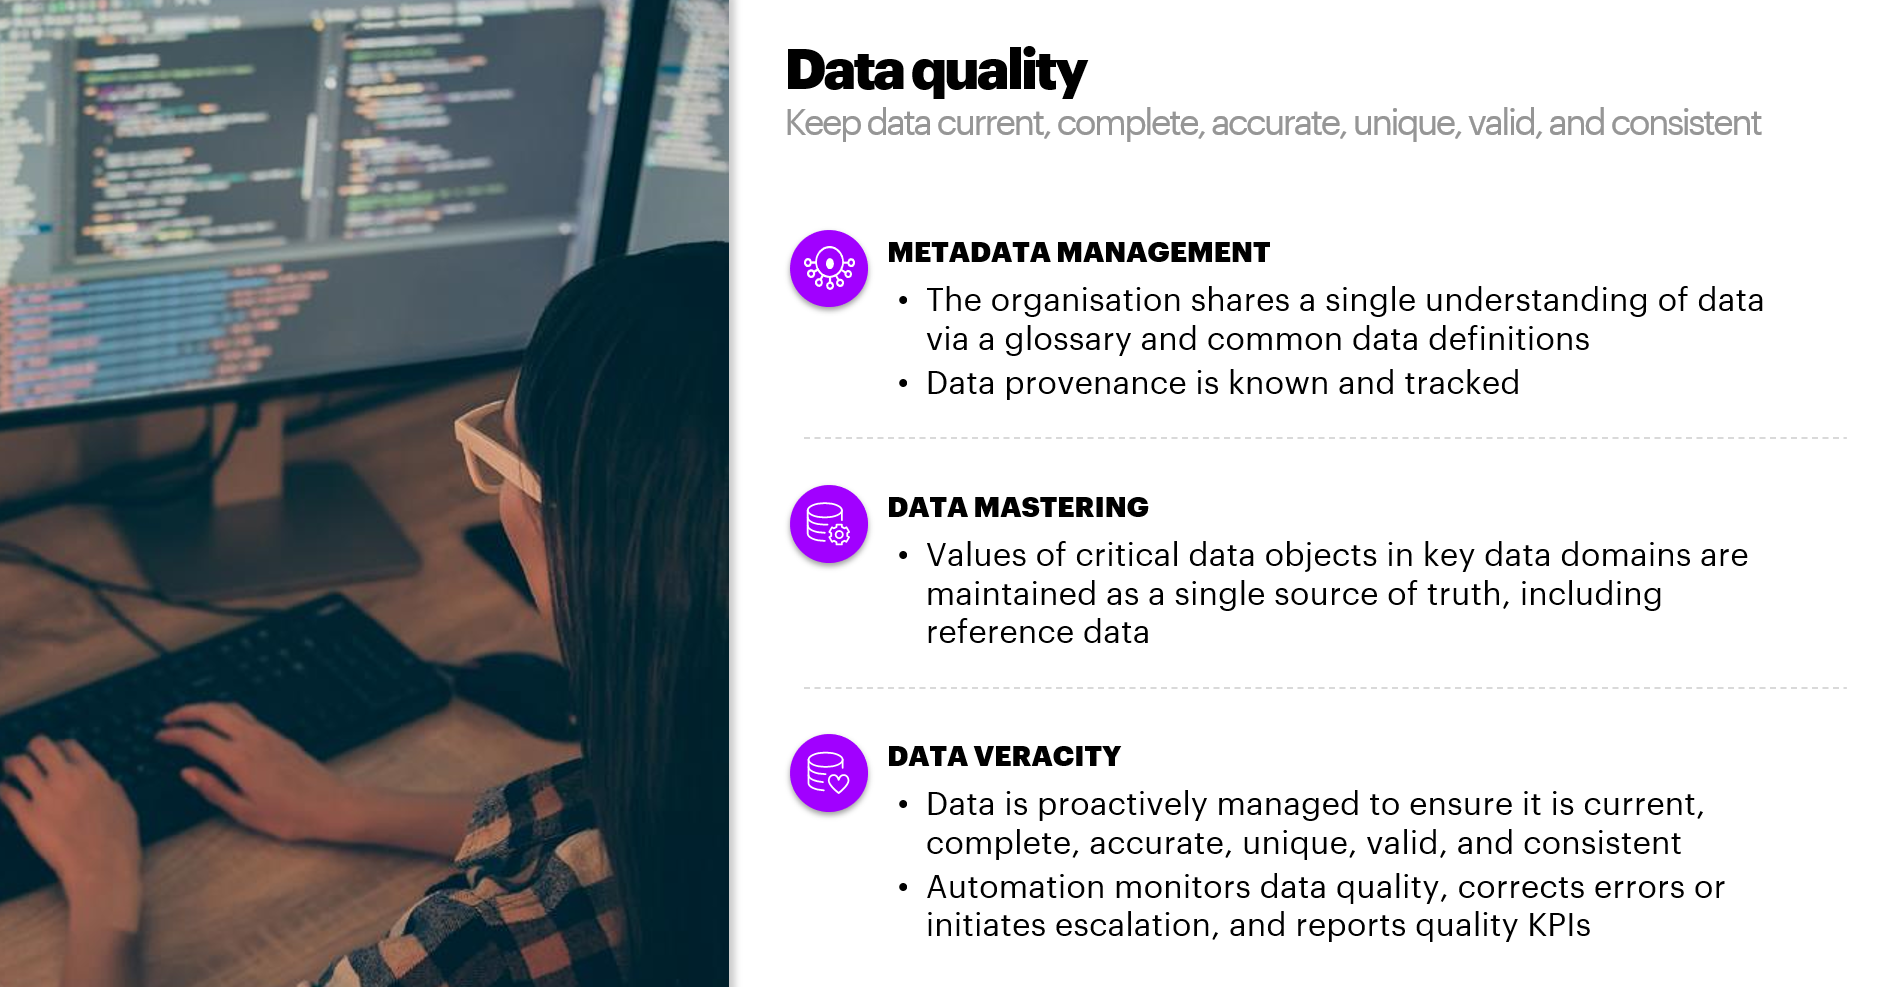 Data quality
Keep data current, complete, accurate, unique, valid, and consistent
METADATA MANAGEMENT
• The organisation shares a single understanding of data
via a glossary and common data definitions
• Data provenance is known and tracked
DATA MASTERING
• Values of critical data objects in key data domains are
maintained as a single source of truth, including
reference data
DATA VERACITY
• Data is proactively managed to ensure it is current,
complete, accurate, unique, valid, and consistent
• Automation monitors data quality, corrects errors or
initiates escalation, and reports quality KPIs